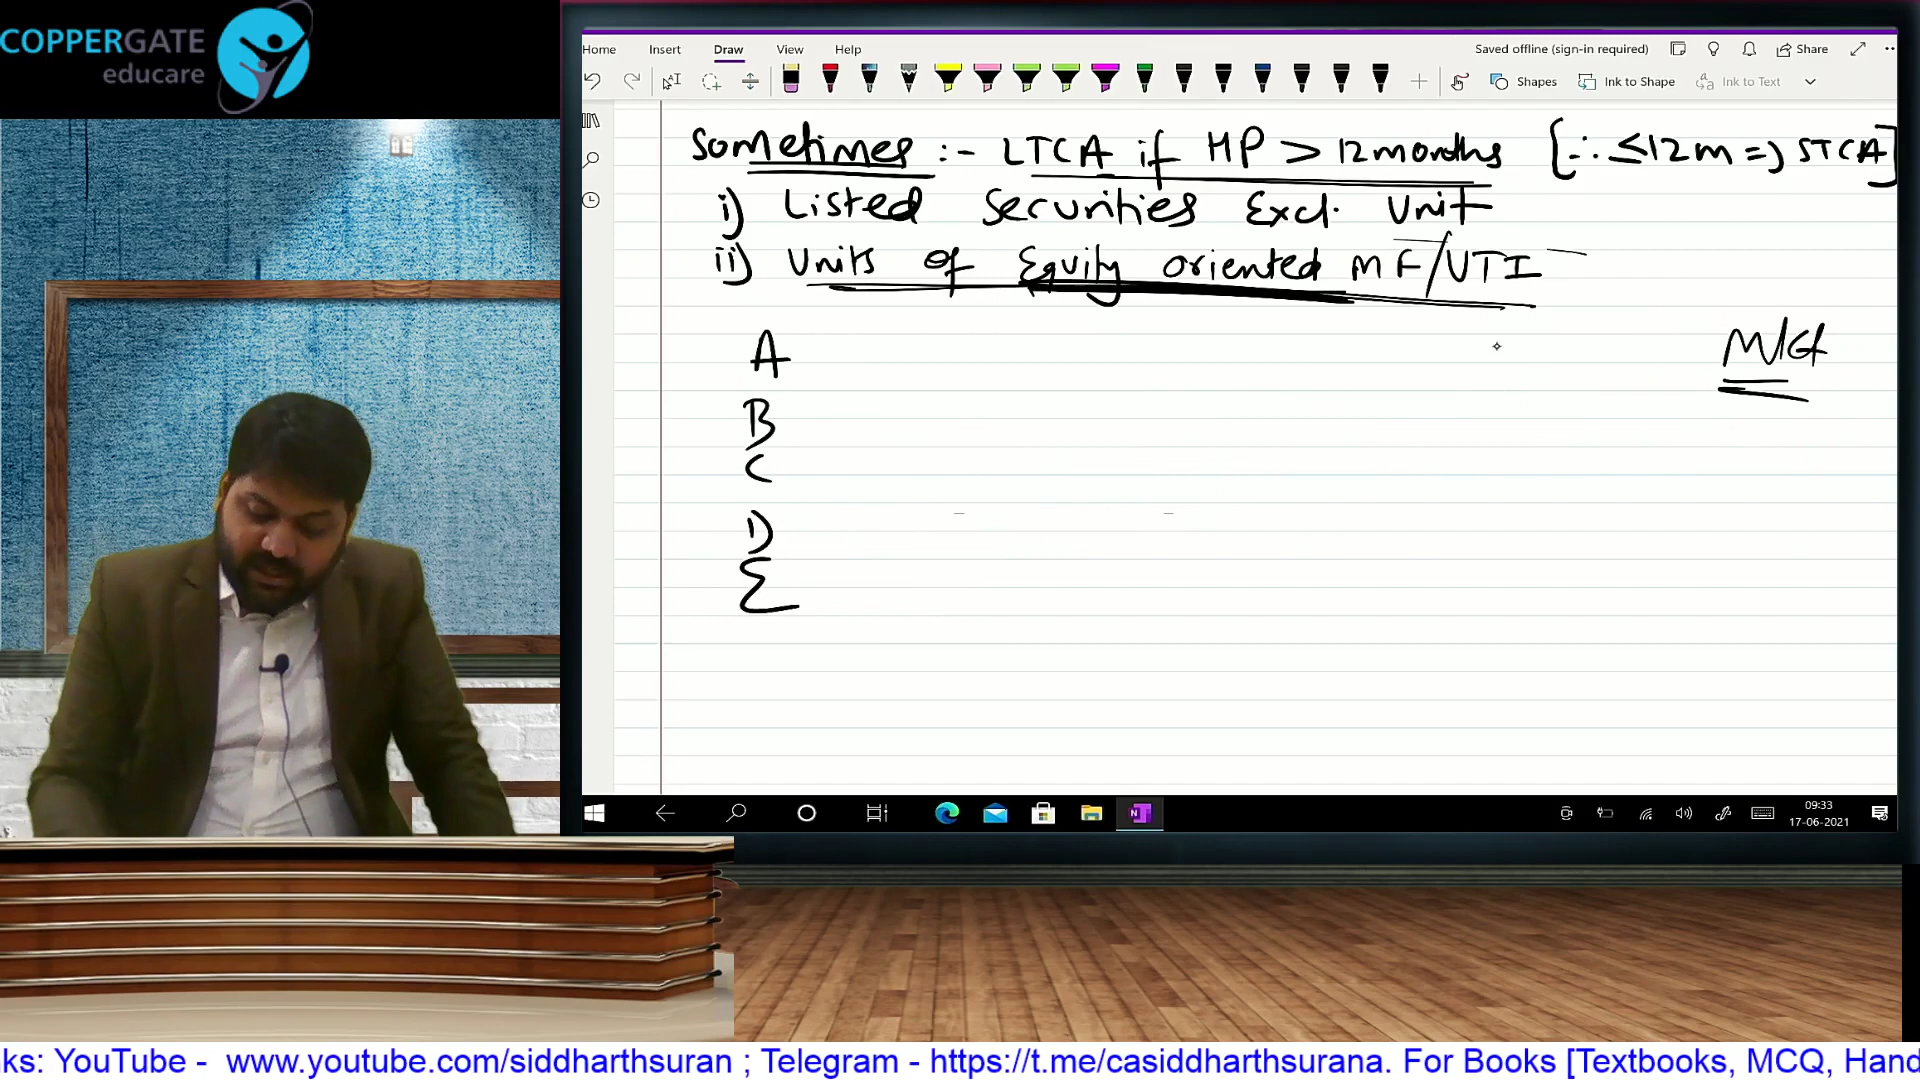 COPPERGATE
educare
Home Insert Draw View Help Saved offline (sign-in required) Share
Shapes Ink to Shape Ink to Text
Sometimes :- LTCA if HP > 12 months [∴ ≤12m => STCA]
i) Listed Securities Excl. Unit
ii) Units of Equity oriented MF/UTI
A
B
C
D
E
09:33
17-06-2021
ks: YouTube - www.youtube.com/siddharthsuran ; Telegram - https://t.me/casiddharthsurana. For Books [Textbooks, MCQ, Hand